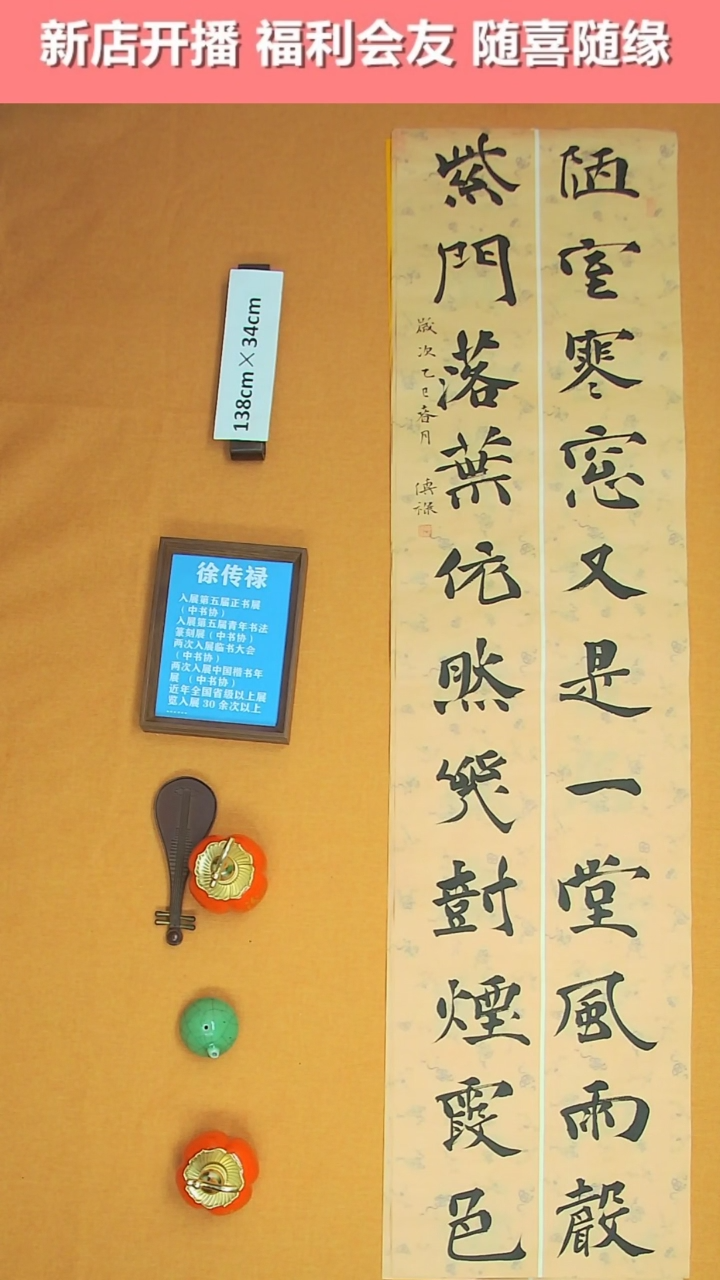 新店开播 福利会友 随喜随缘
陋室寒窓又是一堂風雨聲
紫門落葉依然幾尌煙霞色
歲次乙巳春月 傳祿
138cm×34cm
徐传禄
入展第五届正书展
（中书协）
入展第五届青年书法
篆刻展（中书协）
两次入展临书大会
（中书协）
两次入展中国楷书年
展 （中书协）
近年全国省级以上展
览入展 30 余次以上
......